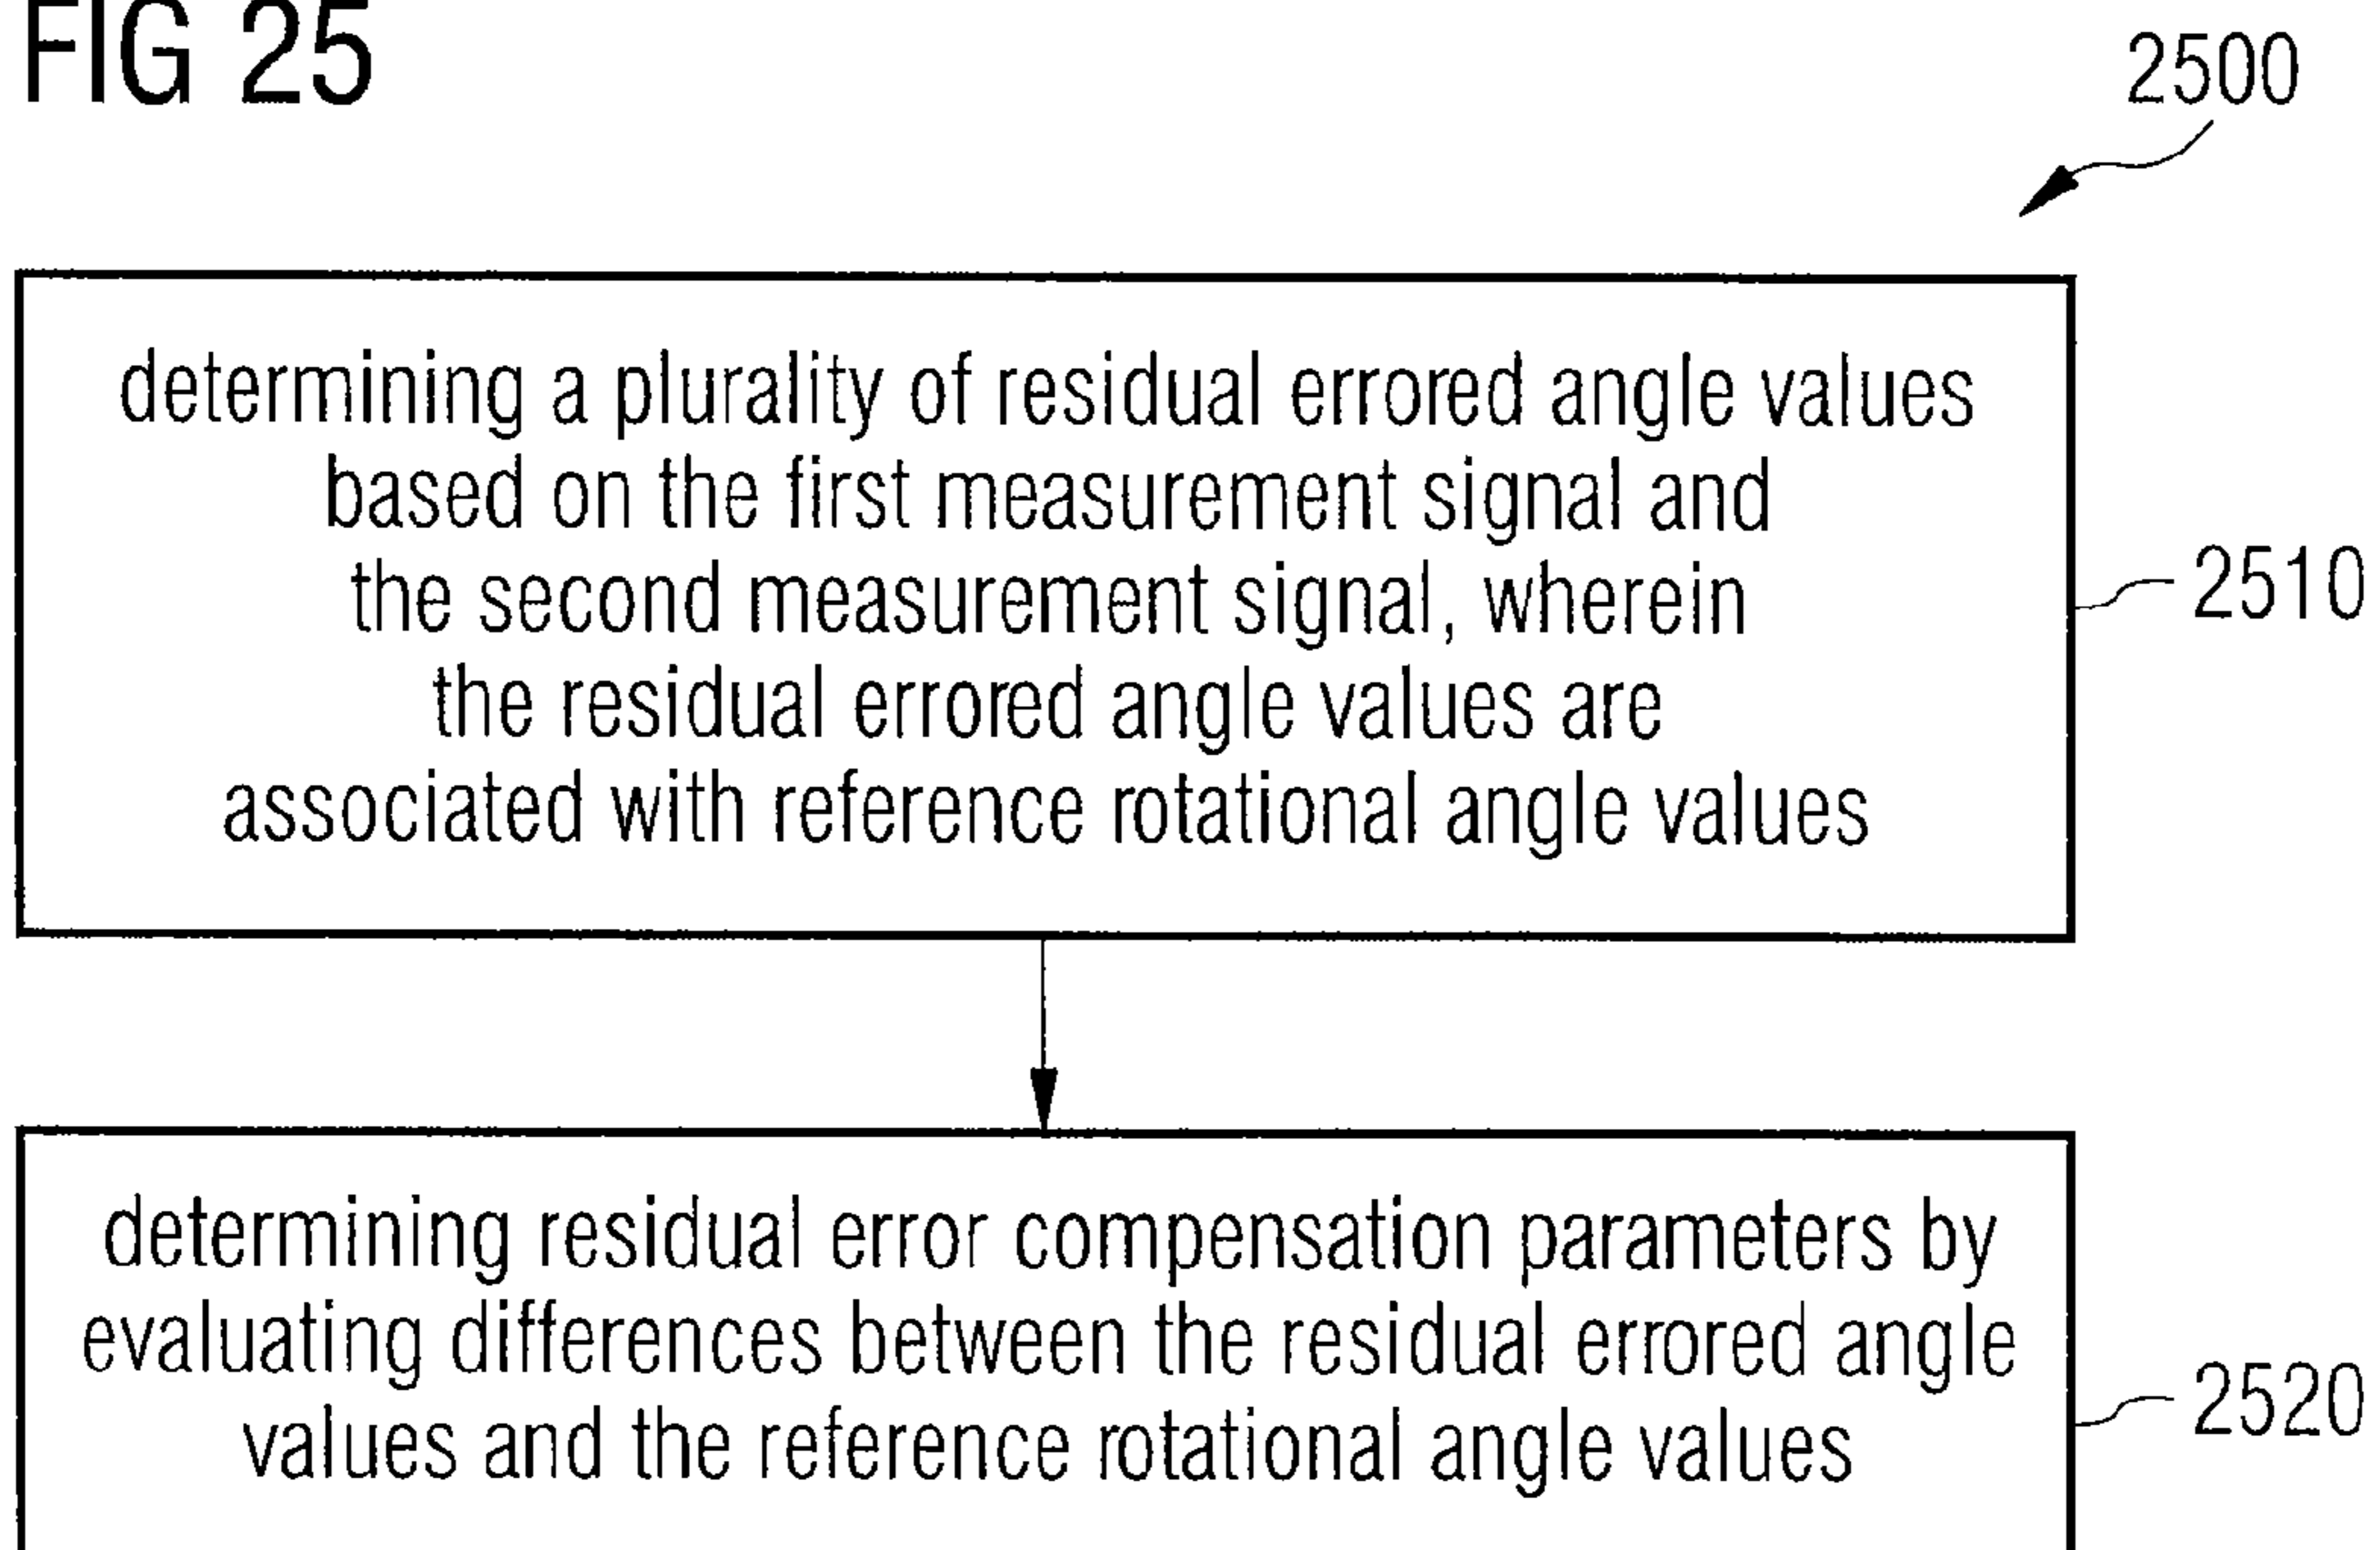 FIG 25
2500
determining a plurality of residual errored angle values
based on the first measurement signal and
the second measurement signal, wherein
the residual errored angle values are
associated with reference rotational angle values
2510
determining residual error compensation parameters by
evaluating differences between the residual errored angle
values and the reference rotational angle values
2520